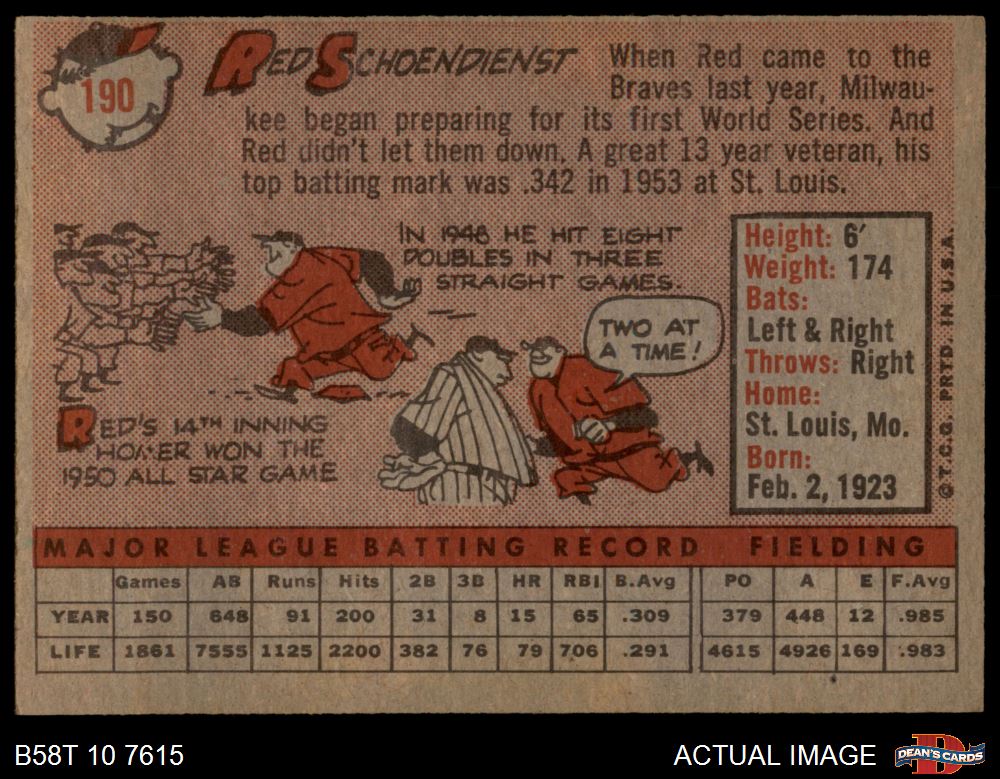 190
RED SCHOENDIENST
When Red came to the
Braves last year, Milwau-
kee began preparing for its first World Series. And
Red didn't let them down. A great 13 year veteran, his
top batting mark was .342 in 1953 at St. Louis.
IN 1948 HE HIT EIGHT
DOUBLES IN THREE
STRAIGHT GAMES.
TWO AT
A TIME!
RED'S 14TH INNING
HOMER WON THE
1950 ALL STAR GAME
Height: 6′
Weight: 174
Bats:
Left & Right
Throws: Right
Home:
St. Louis, Mo.
Born:
Feb. 2, 1923
© T.C.G. PRTD. IN U.S.A.
MAJOR LEAGUE BATTING RECORD FIELDING
Games AB Runs Hits 2B 3B HR RBI B.Avg PO A E F.Avg
YEAR 150 648 91 200 31 8 15 65 .309 379 448 12 .985
LIFE 1861 7555 1125 2200 382 76 79 706 .291 4615 4926 169 .983
B58T 10 7615
ACTUAL IMAGE
DEAN'S CARDS